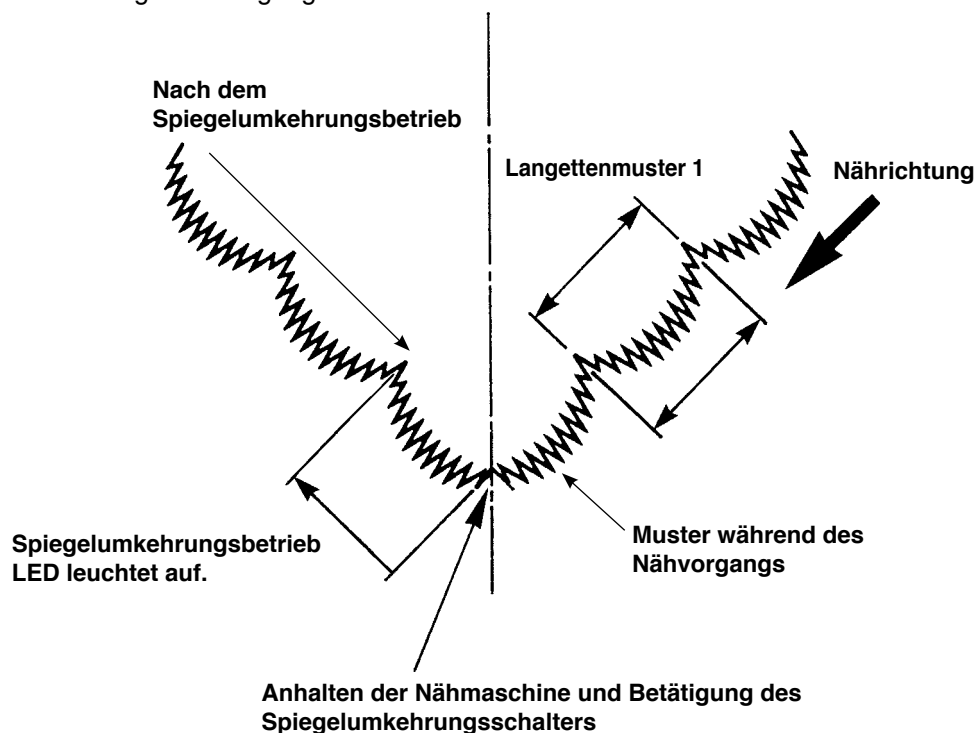 Nach dem
Spiegelumkehrungsbetrieb
Langettenmuster 1
Nährichtung
Spiegelumkehrungsbetrieb
LED leuchtet auf.
Muster während des
Nähvorgangs
Anhalten der Nähmaschine und Betätigung des
Spiegelumkehrungsschalters